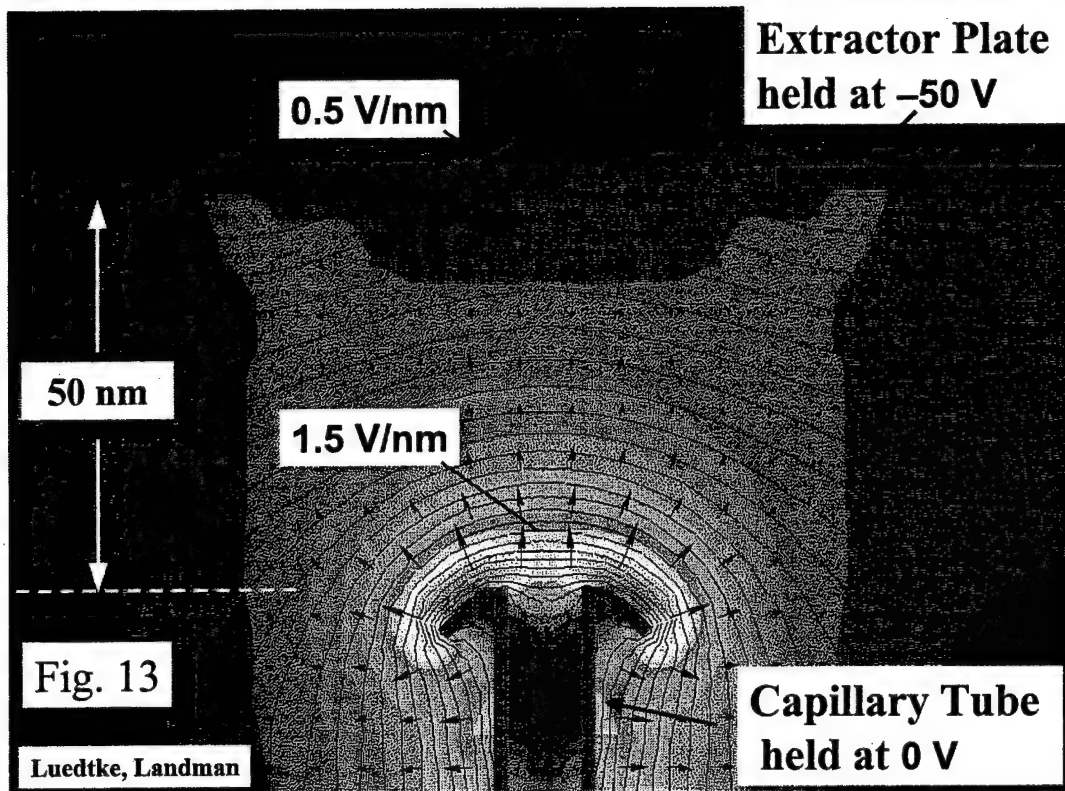 Extractor Plate
held at –50 V
0.5 V/nm
50 nm
1.5 V/nm
Fig. 13
Capillary Tube
held at 0 V
Luedtke, Landman